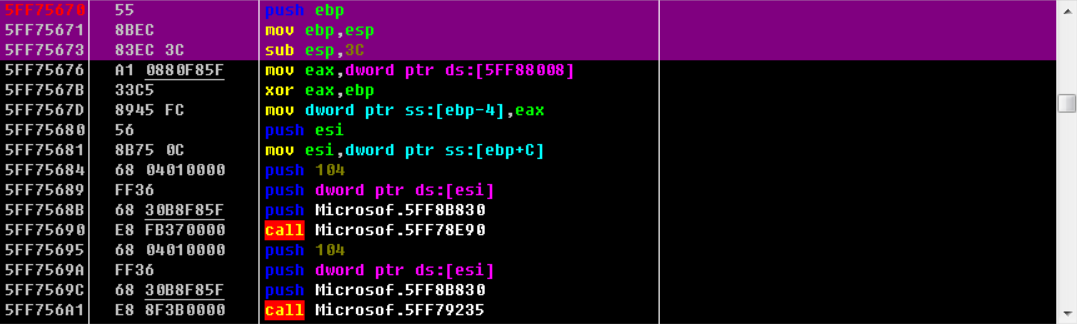 5FF75670 55 push ebp
5FF75671 8BEC mov ebp,esp
5FF75673 83EC 3C sub esp,3C
5FF75676 A1 0880F85F mov eax,dword ptr ds:[5FF88008]
5FF7567B 33C5 xor eax,ebp
5FF7567D 8945 FC mov dword ptr ss:[ebp-4],eax
5FF75680 56 push esi
5FF75681 8B75 0C mov esi,dword ptr ss:[ebp+C]
5FF75684 68 04010000 push 104
5FF75689 FF36 push dword ptr ds:[esi]
5FF7568B 68 30B8F85F push Microsof.5FF8B830
5FF75690 E8 FB370000 call Microsof.5FF78E90
5FF75695 68 04010000 push 104
5FF7569A FF36 push dword ptr ds:[esi]
5FF7569C 68 30B8F85F push Microsof.5FF8B830
5FF756A1 E8 8F3B0000 call Microsof.5FF79235